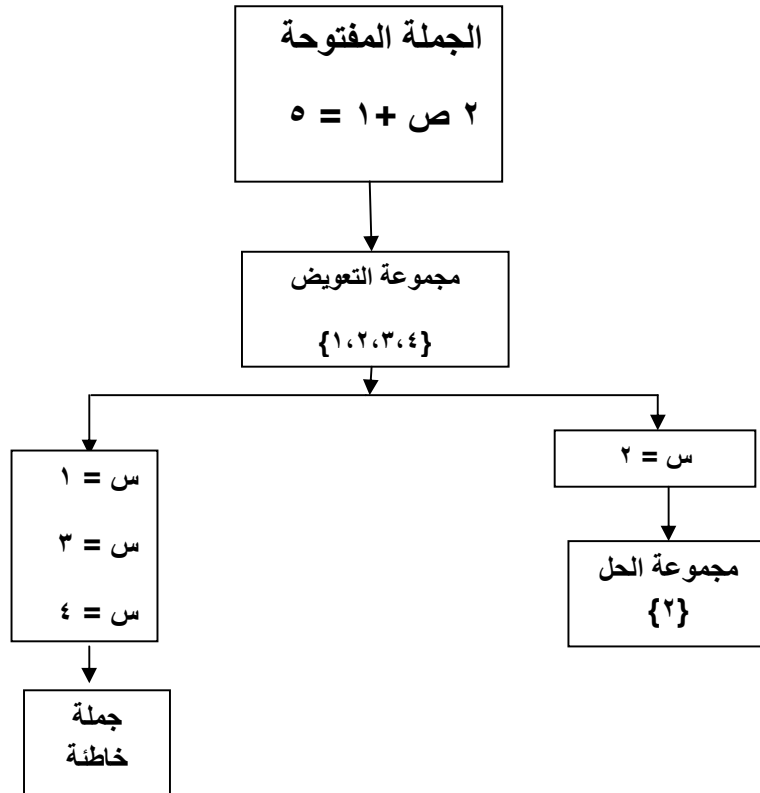 الجملة المفتوحة
٢ ص +١ = ٥
مجموعة التعويض
{١،٢،٣،٤}
س = ٢
مجموعة الحل
{٢}
س = ١
س = ٣
س = ٤
جملة
خاطئة